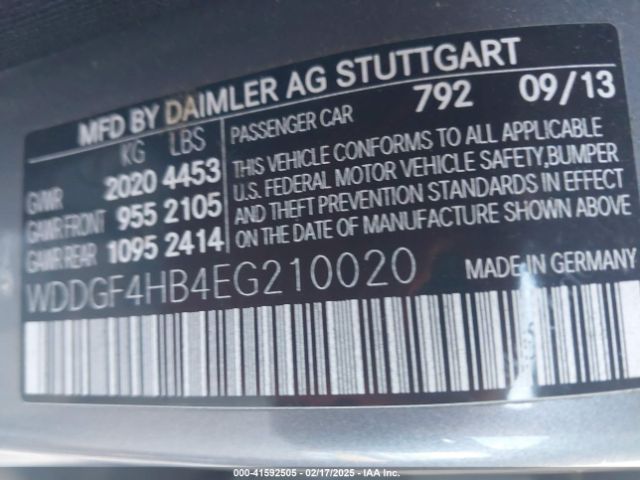 MFD BY DAIMLER AG STUTTGART
KG LBS
GVWR 2020 4453
GAWR FRONT 955 2105
GAWR REAR 1095 2414
PASSENGER CAR 792 09/13
THIS VEHICLE CONFORMS TO ALL APPLICABLE
U.S. FEDERAL MOTOR VEHICLE SAFETY,BUMPER
AND THEFT PREVENTION STANDARDS IN EFFECT
ON THE DATE OF MANUFACTURE SHOWN ABOVE
WDDGF4HB4EG210020
MADE IN GERMANY
000-41592505 - 02/17/2025 - IAA Inc.